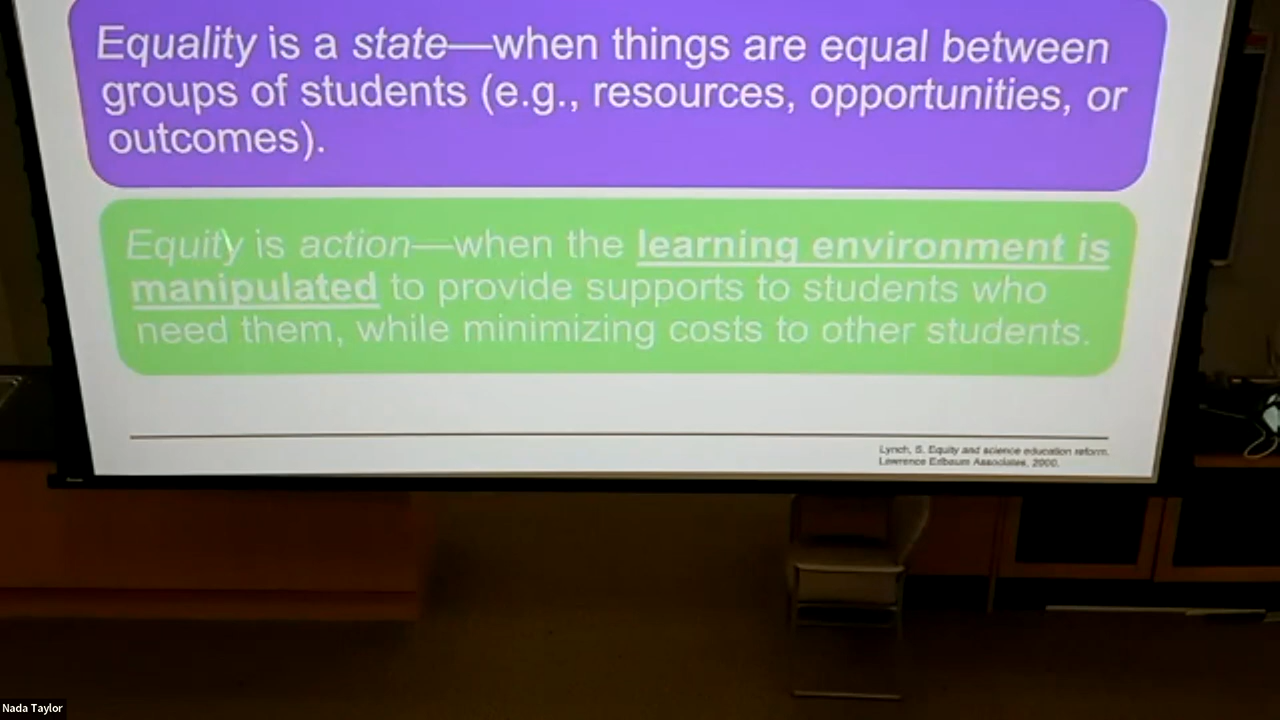 Equality is a state—when things are equal between
groups of students (e.g., resources, opportunities, or
outcomes).
Equity is action—when the learning environment is
manipulated to provide supports to students who
need them, while minimizing costs to other students.
Lynch, S. Equity and science education reform.
Lawrence Erlbaum Associates, 2000.
Nada Taylor